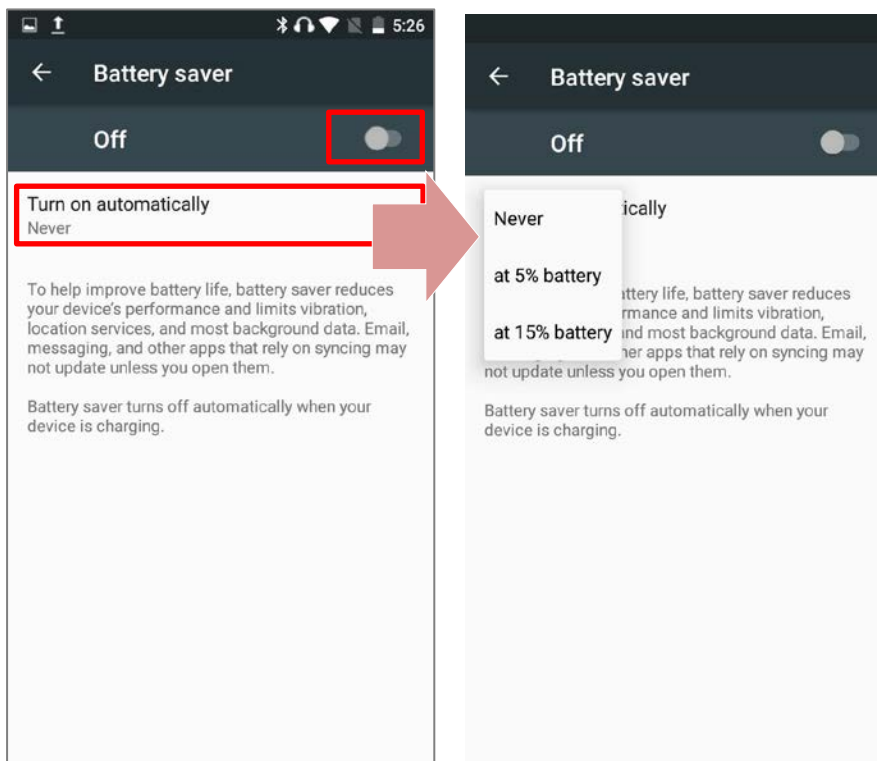 5:26
Battery saver
Off
Turn on automatically
Never
To help improve battery life, battery saver reduces
your device's performance and limits vibration,
location services, and most background data. Email,
messaging, and other apps that rely on syncing may
not update unless you open them.
Battery saver turns off automatically when your
device is charging.
Battery saver
Off
Never
ically
at 5% battery
at 15% battery
ttery life, battery saver reduces
rmance and limits vibration,
nd most background data. Email,
her apps that rely on syncing may
not update unless you open them.
Battery saver turns off automatically when your
device is charging.